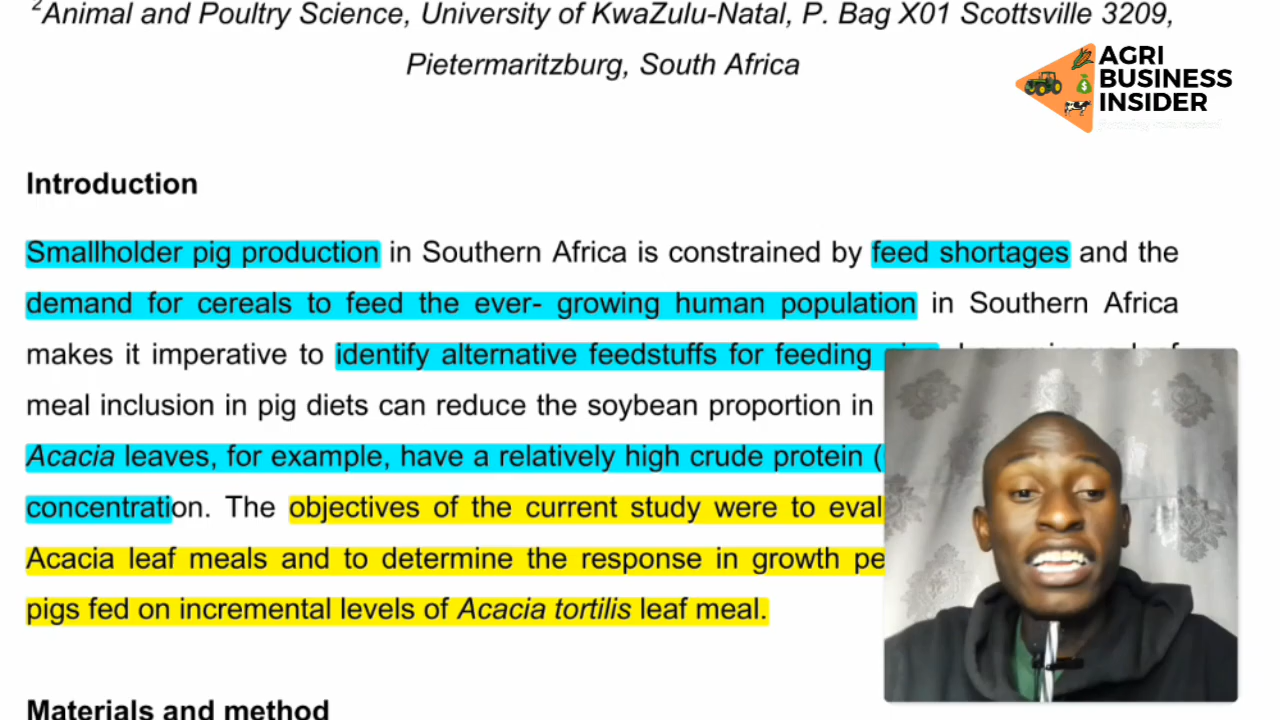 ²Animal and Poultry Science, University of KwaZulu-Natal, P. Bag X01 Scottsville 3209,
Pietermaritzburg, South Africa
AGRI
BUSINESS
INSIDER
Introduction
Smallholder pig production in Southern Africa is constrained by feed shortages and the
demand for cereals to feed the ever- growing human population in Southern Africa
makes it imperative to identify alternative feedstuffs for feeding
meal inclusion in pig diets can reduce the soybean proportion in
Acacia leaves, for example, have a relatively high crude protein (
concentration. The objectives of the current study were to eval
Acacia leaf meals and to determine the response in growth pe
pigs fed on incremental levels of Acacia tortilis leaf meal.
Materials and method